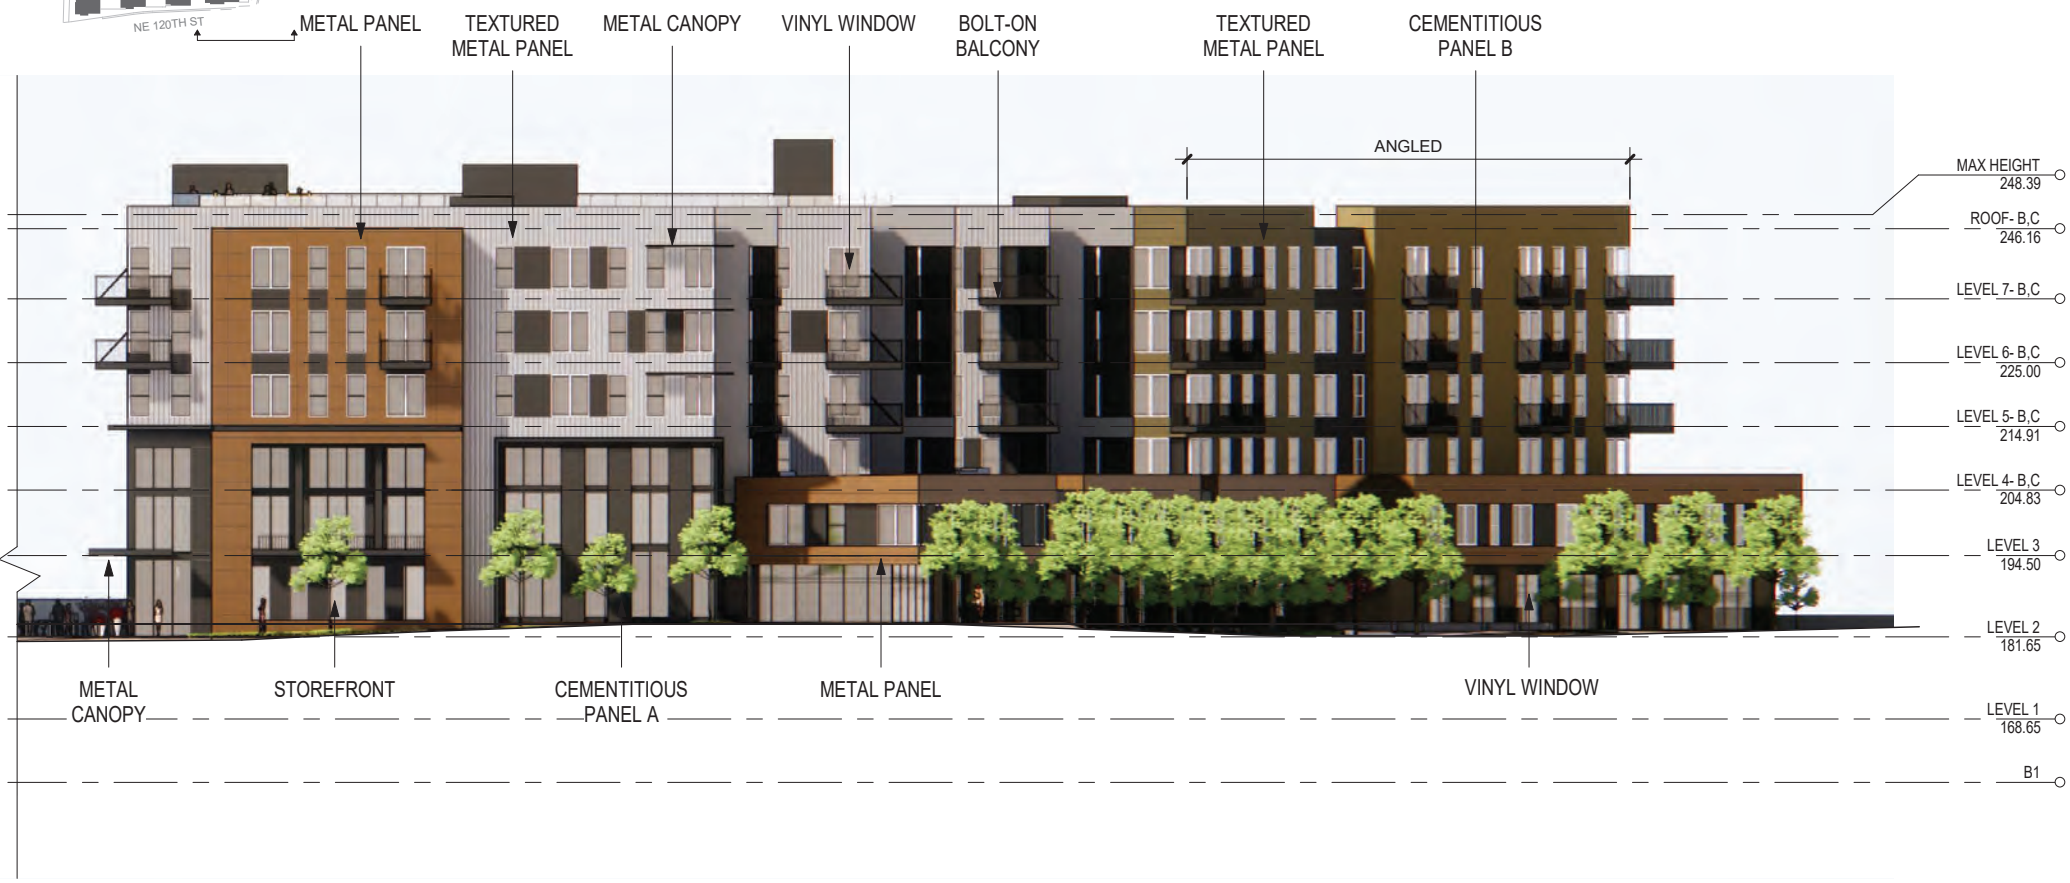 NE 120TH ST
METAL PANEL
TEXTURED
METAL PANEL
METAL CANOPY
VINYL WINDOW
BOLT-ON
BALCONY
TEXTURED
METAL PANEL
CEMENTITIOUS
PANEL B
ANGLED
MAX HEIGHT
248.39
ROOF- B,C
246.16
LEVEL 7- B,C
LEVEL 6- B,C
225.00
LEVEL 5- B,C
214.91
LEVEL 4- B,C
204.83
LEVEL 3
194.50
LEVEL 2
181.65
METAL
CANOPY
STOREFRONT
CEMENTITIOUS
PANEL A
METAL PANEL
VINYL WINDOW
LEVEL 1
168.65
B1